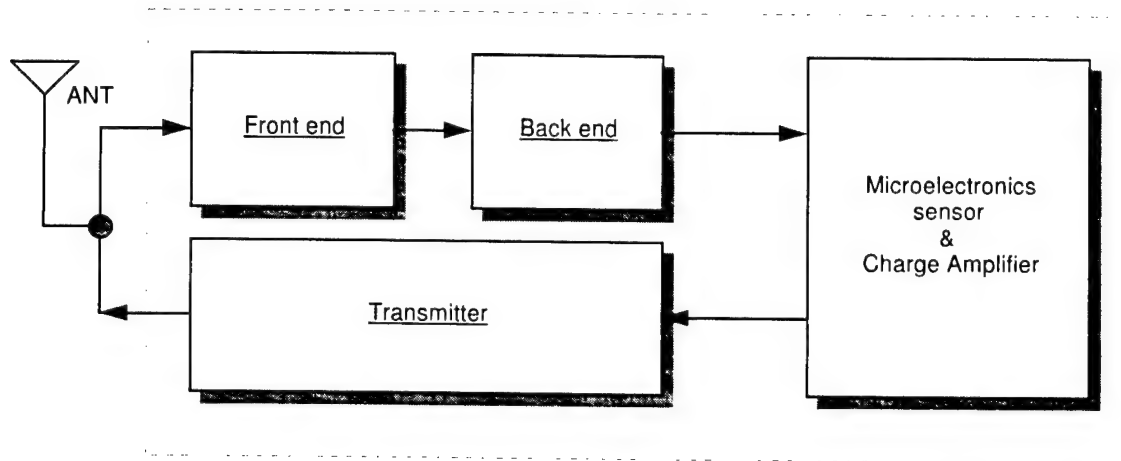 ANT
Front end
Back end
Microelectronics
sensor
&
Charge Amplifier
Transmitter